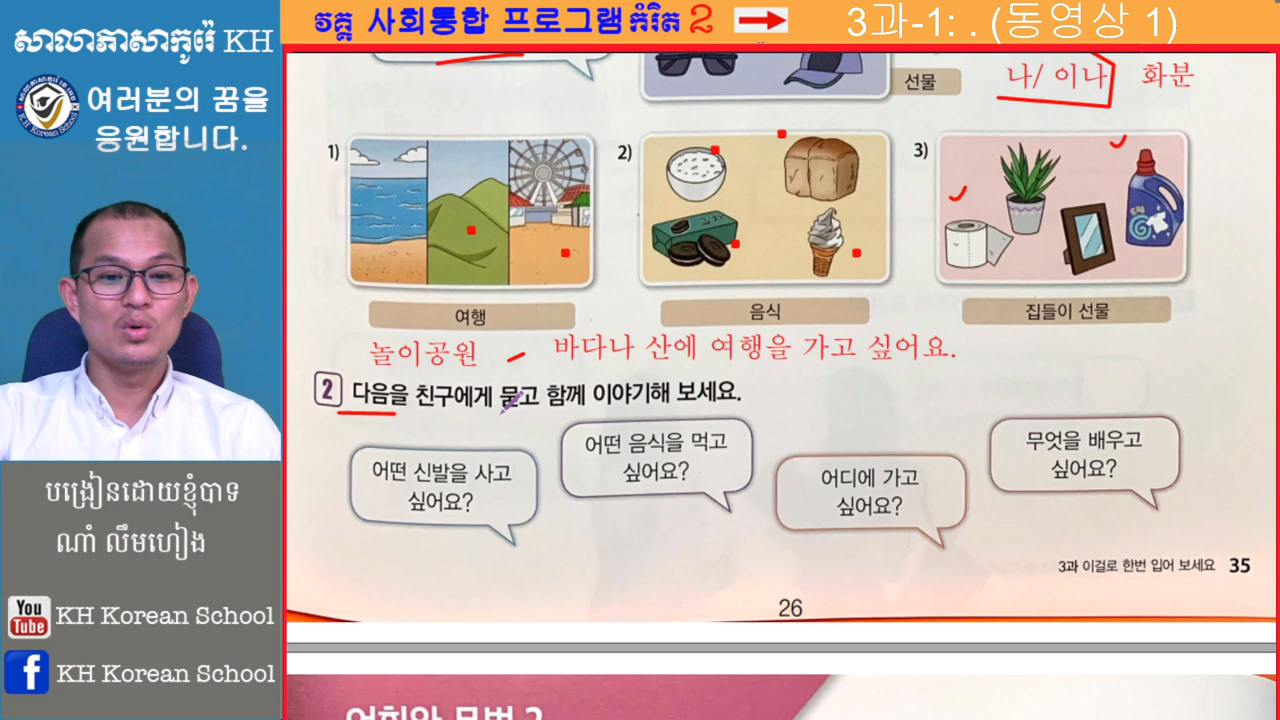 សាលាភាសាកូរ៉េ KH
여러분의 꿈을
응원합니다.
វគ្គ 사회통합 프로그램 កំរិត 2
3과-1: . (동영상 1)
선물
나/ 이나 화분
1)
2)
3)
여행
음식
집들이 선물
놀이공원 - 바다나 산에 여행을 가고 싶어요.
2 다음을 친구에게 묻고 함께 이야기해 보세요.
어떤 신발을 사고
싶어요?
어떤 음식을 먹고
싶어요?
어디에 가고
싶어요?
무엇을 배우고
싶어요?
3과 이걸로 한번 입어 보세요 35
26
បង្រៀនដោយខ្ញុំបាទ
ណាំ លឹមហៀង
You Tube KH Korean School
f KH Korean School